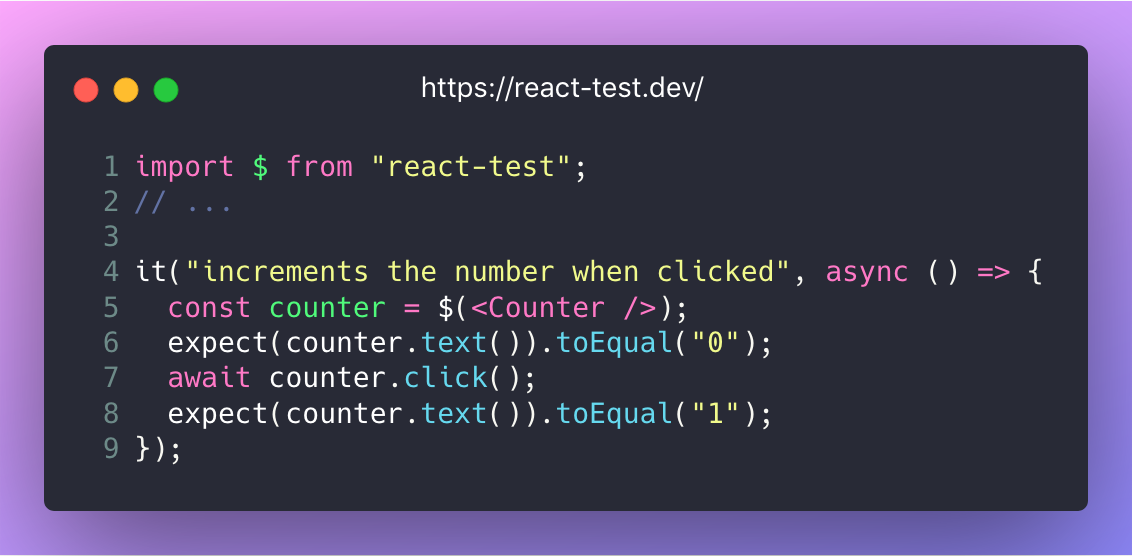 https://react-test.dev/
1 import $ from "react-test";
2 // ...
3
4 it("increments the number when clicked", async () => {
5   const counter = $(<Counter />);
6   expect(counter.text()).toEqual("0");
7   await counter.click();
8   expect(counter.text()).toEqual("1");
9 });